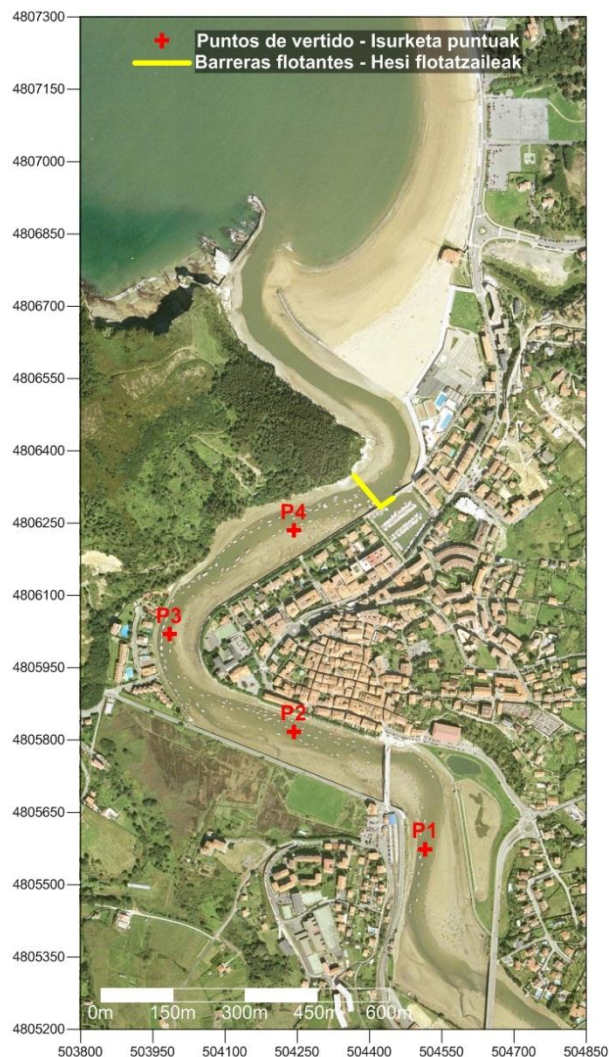 4807300
Puntos de vertido - Isurketa puntuak
Barreras flotantes - Hesi flotatzaileak
4807150
4807000
4806850
4806700
4806550
4806400
4806250
P4
4806100
P3
4805950
P2
4805800
4805650
P1
4805500
4805350
0m 150m 300m 450m 600m
4805200
503800 503950 504100 504250 504400 504550 504700 504850